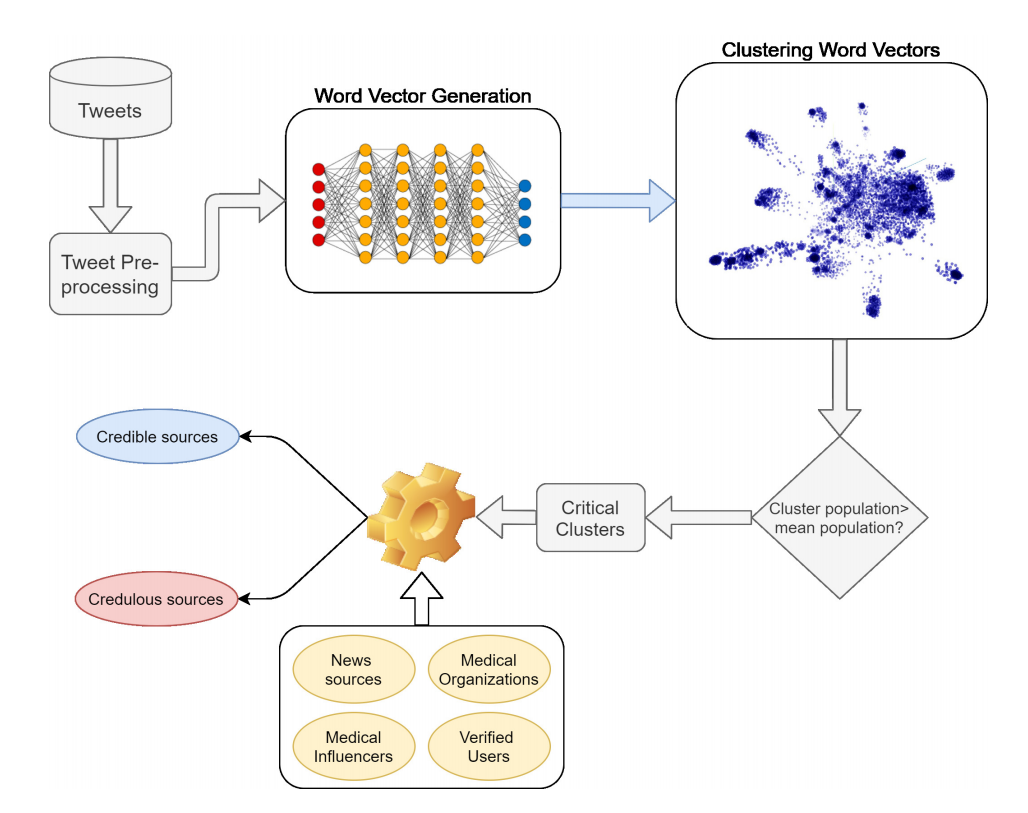 Clustering Word Vectors
Tweets
Word Vector Generation
Tweet Pre-
processing
Cluster population>
mean population?
Critical
Clusters
Credible sources
Credulous sources
News
sources
Medical
Organizations
Medical
Influencers
Verified
Users